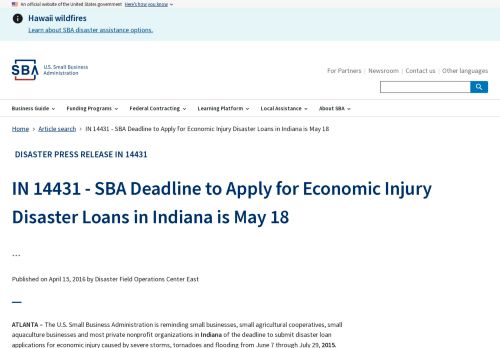 An official website of the United States government Here's how you know
Hawaii wildfires
Learn about SBA disaster assistance options.
SBA U.S. Small Business Administration
For Partners Newsroom Contact us Other languages
Business Guide Funding Programs Federal Contracting Learning Platform Local Assistance About SBA
Home Article search IN 14431 - SBA Deadline to Apply for Economic Injury Disaster Loans in Indiana is May 18
DISASTER PRESS RELEASE IN 14431
IN 14431 - SBA Deadline to Apply for Economic Injury
Disaster Loans in Indiana is May 18
...
Published on April 15, 2016 by Disaster Field Operations Center East
ATLANTA – The U.S. Small Business Administration is reminding small businesses, small agricultural cooperatives, small
aquaculture businesses and most private nonprofit organizations in Indiana of the deadline to submit disaster loan
applications for economic injury caused by severe storms, tornadoes and flooding from June 7 through July 29, 2015.